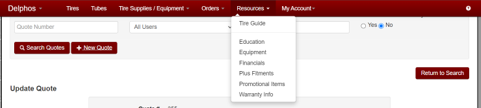 Delphos Tires Tubes Tire Supplies / Equipment Orders Resources My Account
Tire Guide
Quote Number All Users Yes No
Education
Search Quotes + New Quote
Equipment
Financials
Plus Fitments
Return to Search
Promotional Items
Warranty Info
Update Quote